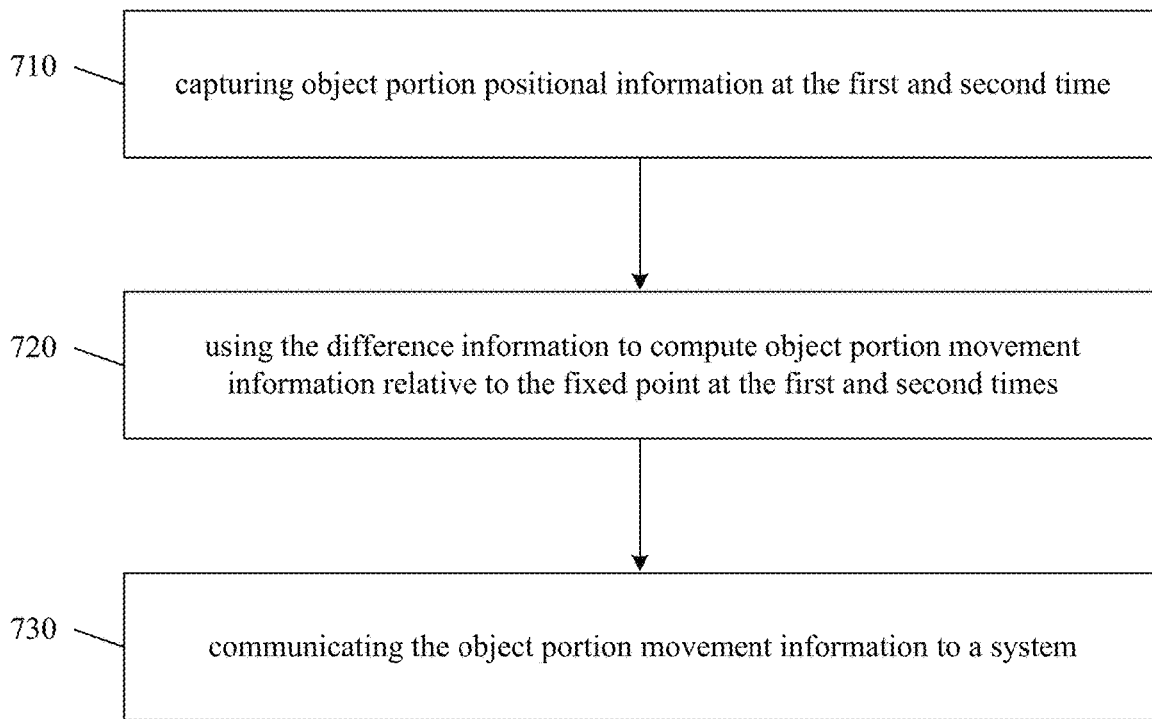 710
capturing object portion positional information at the first and second time
720
using the difference information to compute object portion movement
information relative to the fixed point at the first and second times
730
communicating the object portion movement information to a system